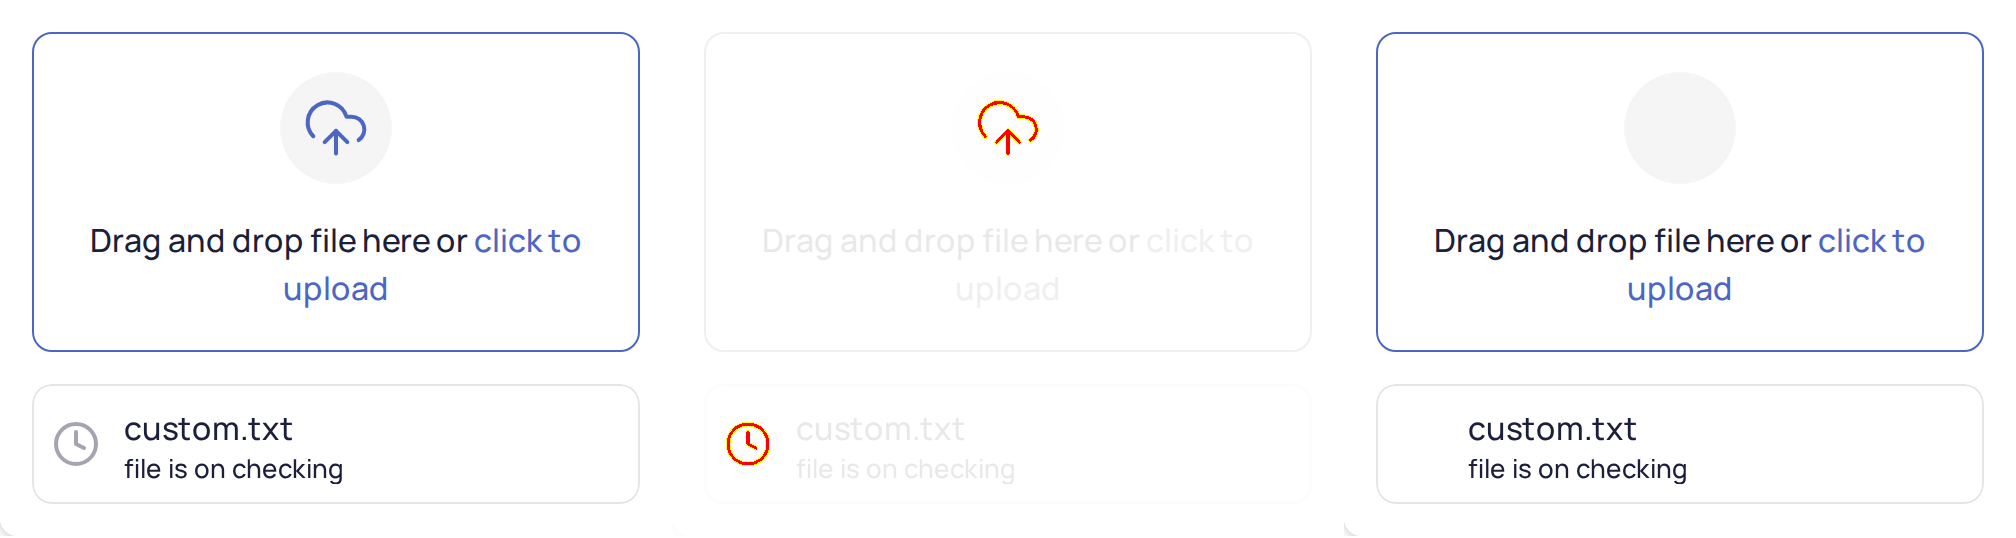 Drag and drop file here or click to
upload
custom.txt
file is on checking
Drag and drop file here or click to
upload
custom.txt
file is on checking
Drag and drop file here or click to
upload
custom.txt
file is on checking